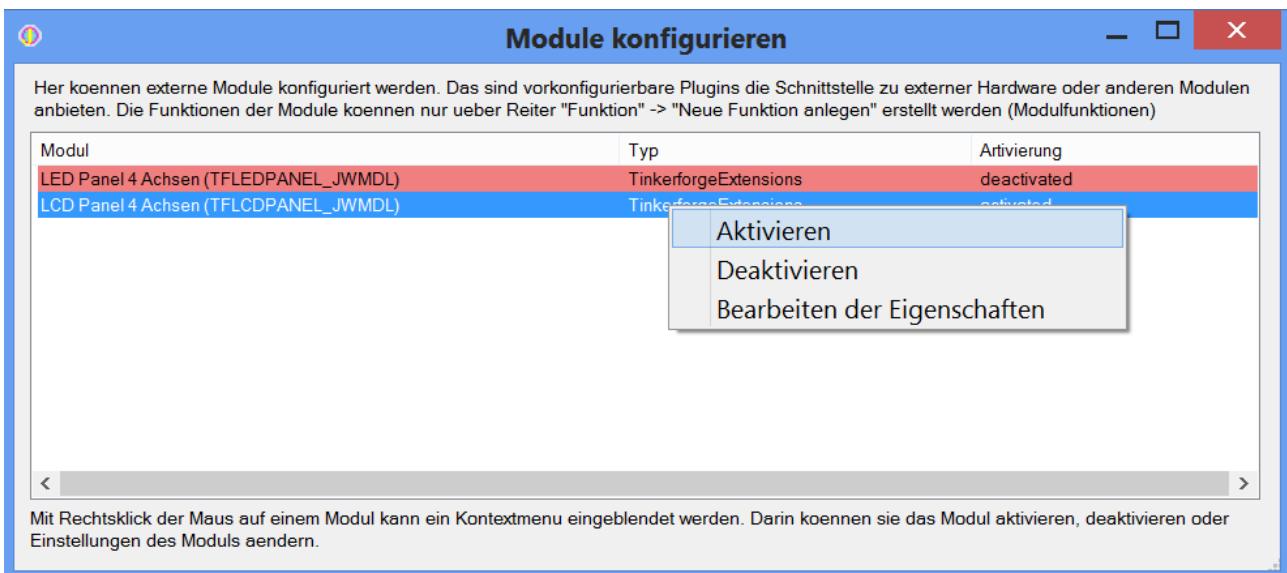 Module konfigurieren
Her koennen externe Module konfiguriert werden. Das sind vorkonfigurierbare Plugins die Schnittstelle zu externer Hardware oder anderen Modulen
anbieten. Die Funktionen der Module koennen nur ueber Reiter "Funktion" -> "Neue Funktion anlegen" erstellt werden (Modulfunktionen)
Modul Typ Artivierung
LED Panel 4 Achsen (TFLEDPANEL_JWMDL) TinkerforgeExtensions deactivated
LCD Panel 4 Achsen (TFLCDPANEL_JWMDL) TinkerforgeExtensions activated
Aktivieren
Deaktivieren
Bearbeiten der Eigenschaften
Mit Rechtsklick der Maus auf einem Modul kann ein Kontextmenu eingeblendet werden. Darin koennen sie das Modul aktivieren, deaktivieren oder
Einstellungen des Moduls aendern.